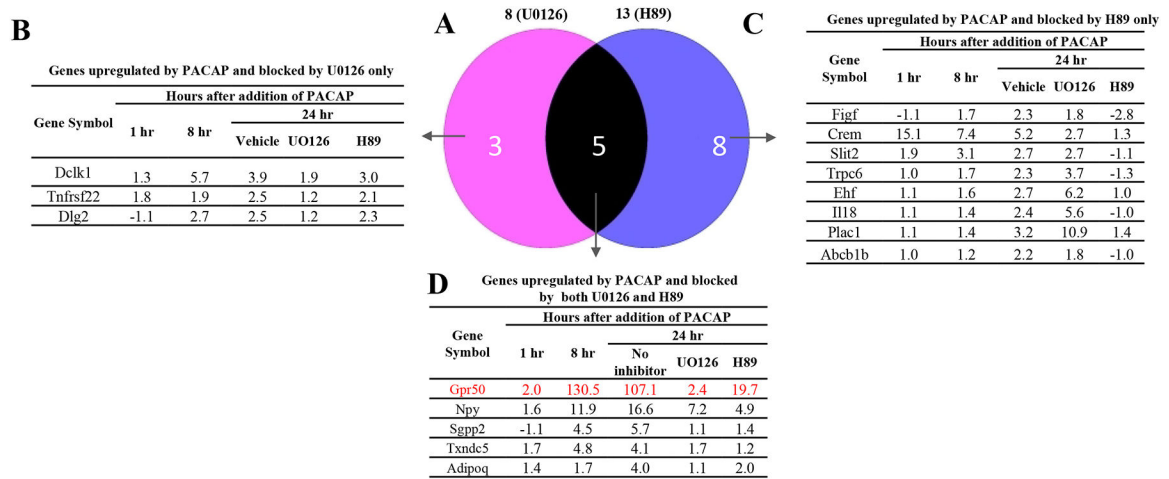 B
Genes upregulated by PACAP and blocked by U0126 only
Hours after addition of PACAP
24 hr
Gene Symbol 1 hr 8 hr Vehicle UO126 H89
Dclk1 1.3 5.7 3.9 1.9 3.0
Tnfrsf22 1.8 1.9 2.5 1.2 2.1
Dlg2 -1.1 2.7 2.5 1.2 2.3
A
8 (U0126) 13 (H89)
3 5 8
C
Genes upregulated by PACAP and blocked by H89 only
Hours after addition of PACAP
Gene Symbol 1 hr 8 hr 24 hr
Vehicle UO126 H89
Figf -1.1 1.7 2.3 1.8 -2.8
Crem 15.1 7.4 5.2 2.7 1.3
Slit2 1.9 3.1 2.7 2.7 -1.1
Trpc6 1.0 1.7 2.3 3.7 -1.3
Ehf 1.1 1.6 2.7 6.2 1.0
Il18 1.1 1.4 2.4 5.6 -1.0
Plac1 1.1 1.4 3.2 10.9 1.4
Abcb1b 1.0 1.2 2.2 1.8 -1.0
D
Genes upregulated by PACAP and blocked
by both U0126 and H89
Hours after addition of PACAP
Gene Symbol 1 hr 8 hr 24 hr
No inhibitor UO126 H89
Gpr50 2.0 130.5 107.1 2.4 19.7
Npy 1.6 11.9 16.6 7.2 4.9
Sgpp2 -1.1 4.5 5.7 1.1 1.4
Txndc5 1.7 4.8 4.1 1.7 1.2
Adipoq 1.4 1.7 4.0 1.1 2.0